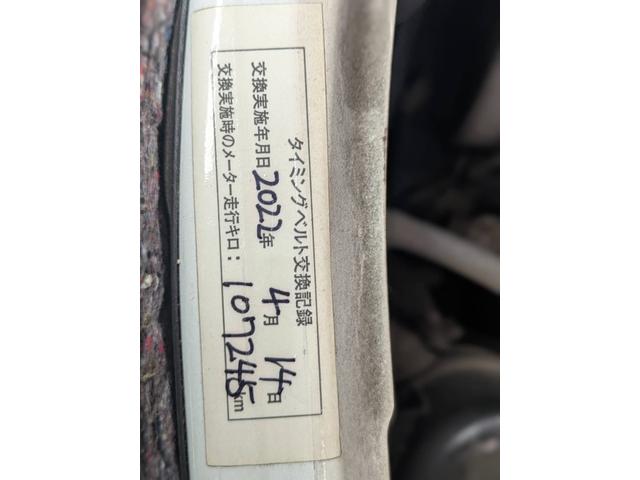 タイミングベルト交換記録
交換実施年月日 2022年 4月 14日
交換実施時のメーター走行キロ： 107245km